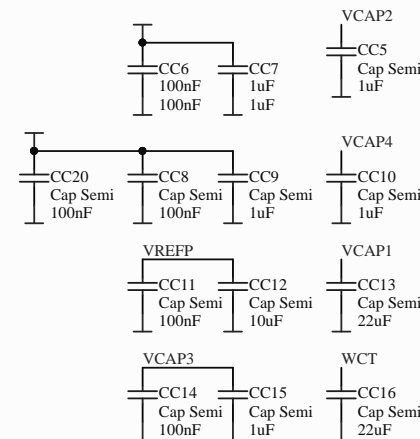 VCAP2
CC6
100nF
100nF
CC7
1uF
1uF
CC5
Cap Semi
1uF
VCAP4
CC20
Cap Semi
100nF
CC8
Cap Semi
100nF
CC9
Cap Semi
1uF
CC10
Cap Semi
1uF
VREFP
VCAP1
CC11
Cap Semi
100nF
CC12
Cap Semi
10uF
CC13
Cap Semi
22uF
VCAP3
WCT
CC14
Cap Semi
100nF
CC15
Cap Semi
1uF
CC16
Cap Semi
22uF